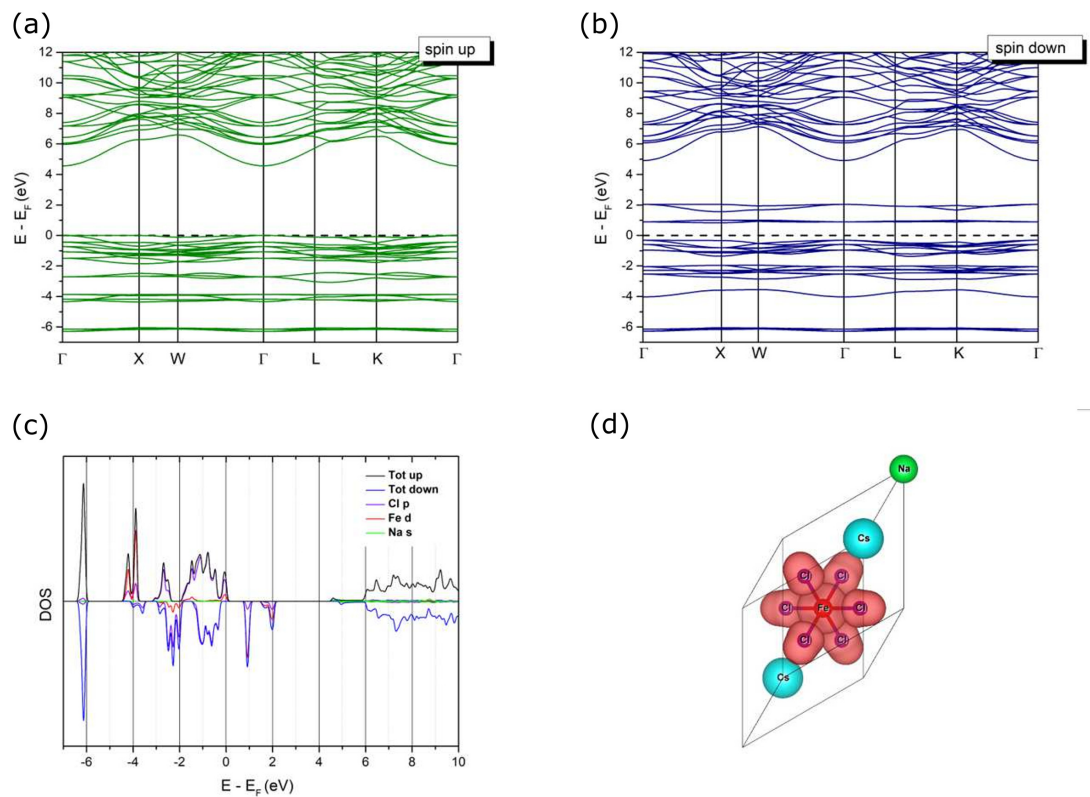 (a)
spin up
12
10
8
6
4
2
0
-2
-4
-6
E - E_F (eV)
Γ X W Γ L K Γ
(b)
spin down
12
10
8
6
4
2
0
-2
-4
-6
E - E_F (eV)
Γ X W Γ L K Γ
(c)
Tot up
Tot down
Cl p
Fe d
Na s
DOS
-6 -4 -2 0 2 4 6 8 10
E - E_F (eV)
(d)
Na
Cs
Cl Cl
Cl Fe Cl
Cl Cl
Cs